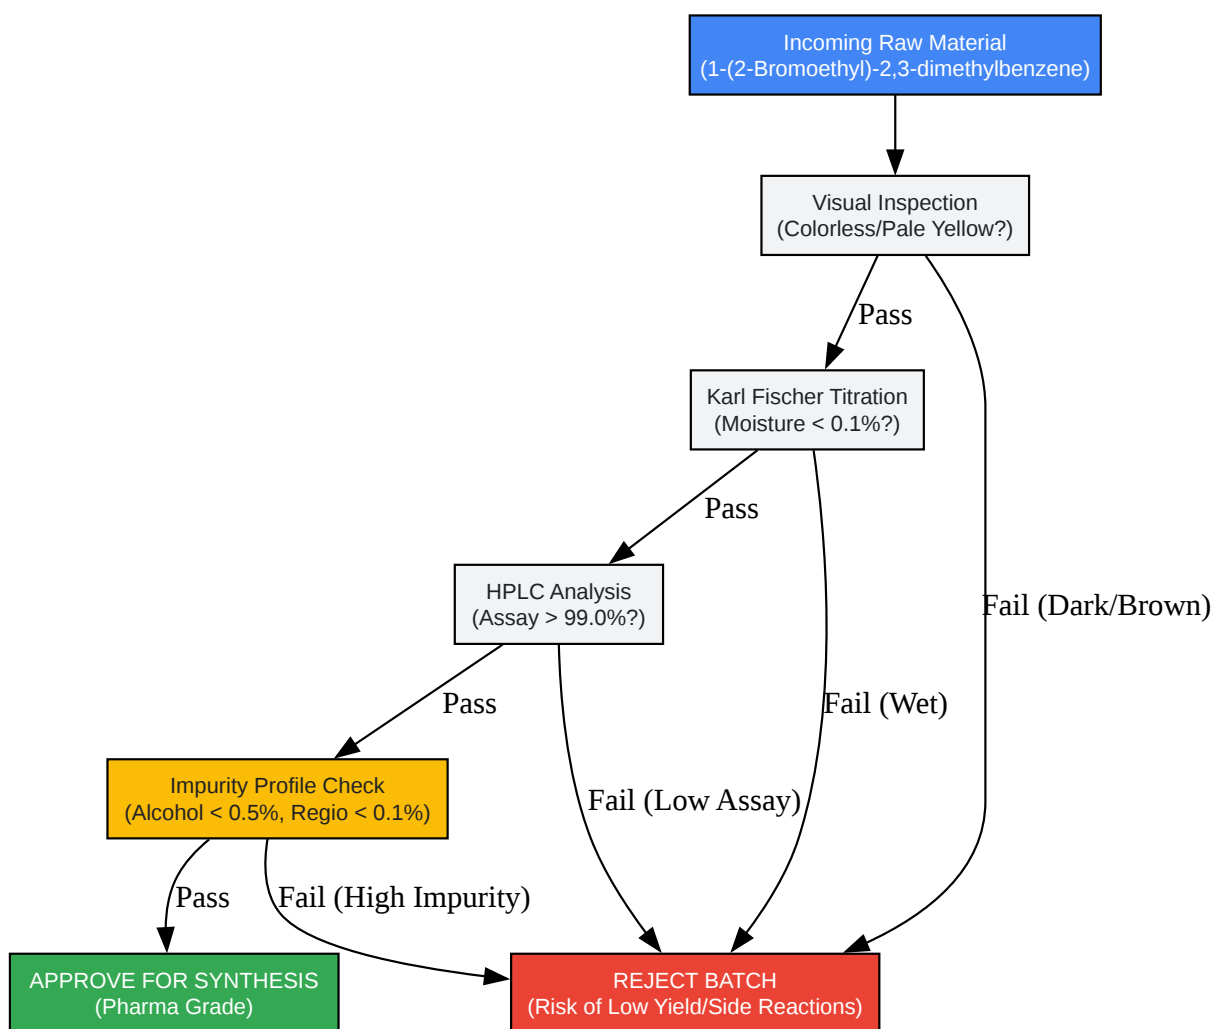 Incoming Raw Material
(1-(2-Bromoethyl)-2,3-dimethylbenzene)
Visual Inspection
(Colorless/Pale Yellow?)
Pass
Karl Fischer Titration
(Moisture < 0.1%?)
Pass
HPLC Analysis
(Assay > 99.0%?)
Fail (Dark/Brown)
Pass
Fail (Wet)
Impurity Profile Check
(Alcohol < 0.5%, Regio < 0.1%)
Fail (Low Assay)
Pass
Fail (High Impurity)
APPROVE FOR SYNTHESIS
(Pharma Grade)
REJECT BATCH
(Risk of Low Yield/Side Reactions)